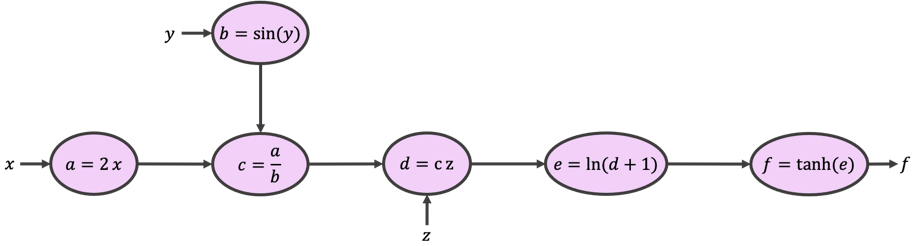 y
b = sin(y)
x
a = 2 x
c = a/b
d = c z
e = ln(d + 1)
f = tanh(e)
f
z